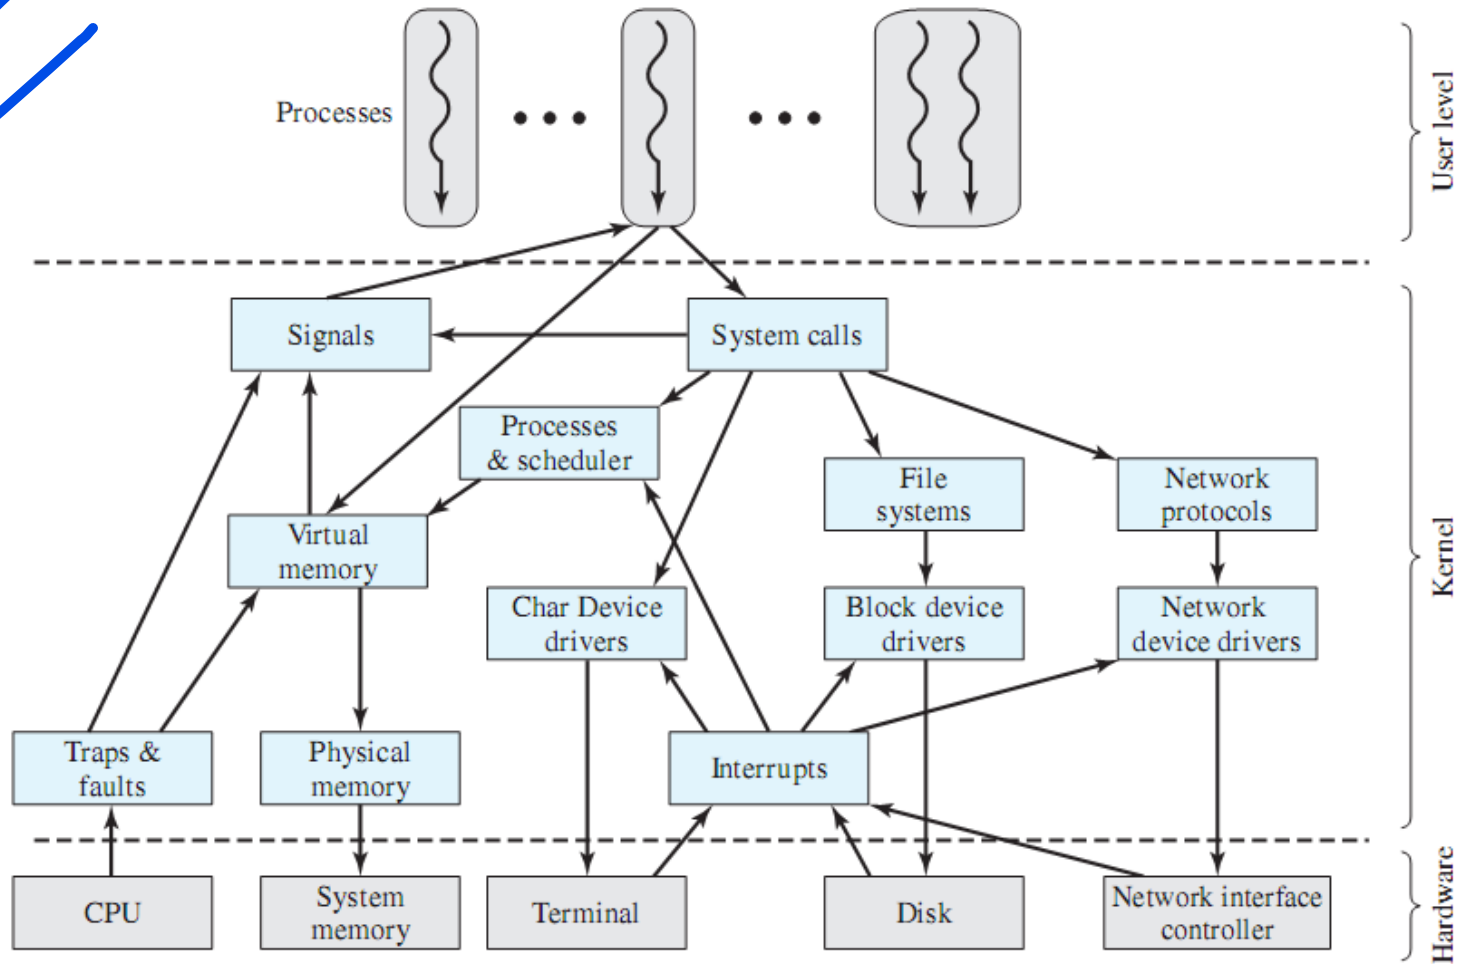 Processes
User level
Signals
System calls
Processes
& scheduler
File
systems
Network
protocols
Virtual
memory
Kernel
Char Device
drivers
Block device
drivers
Network
device drivers
Traps &
faults
Physical
memory
Interrupts
CPU
System
memory
Terminal
Disk
Network interface
controller
Hardware